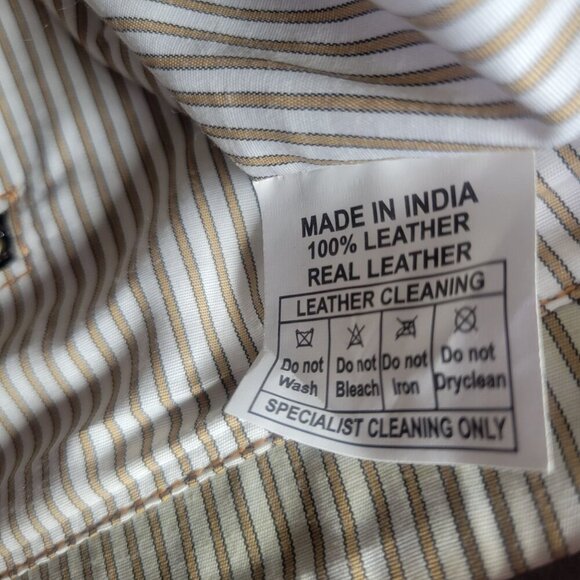 MADE IN INDIA
100% LEATHER
REAL LEATHER
LEATHER CLEANING
Do not Wash
Do not Bleach
Do not Iron
Do not Dryclean
SPECIALIST CLEANING ONLY